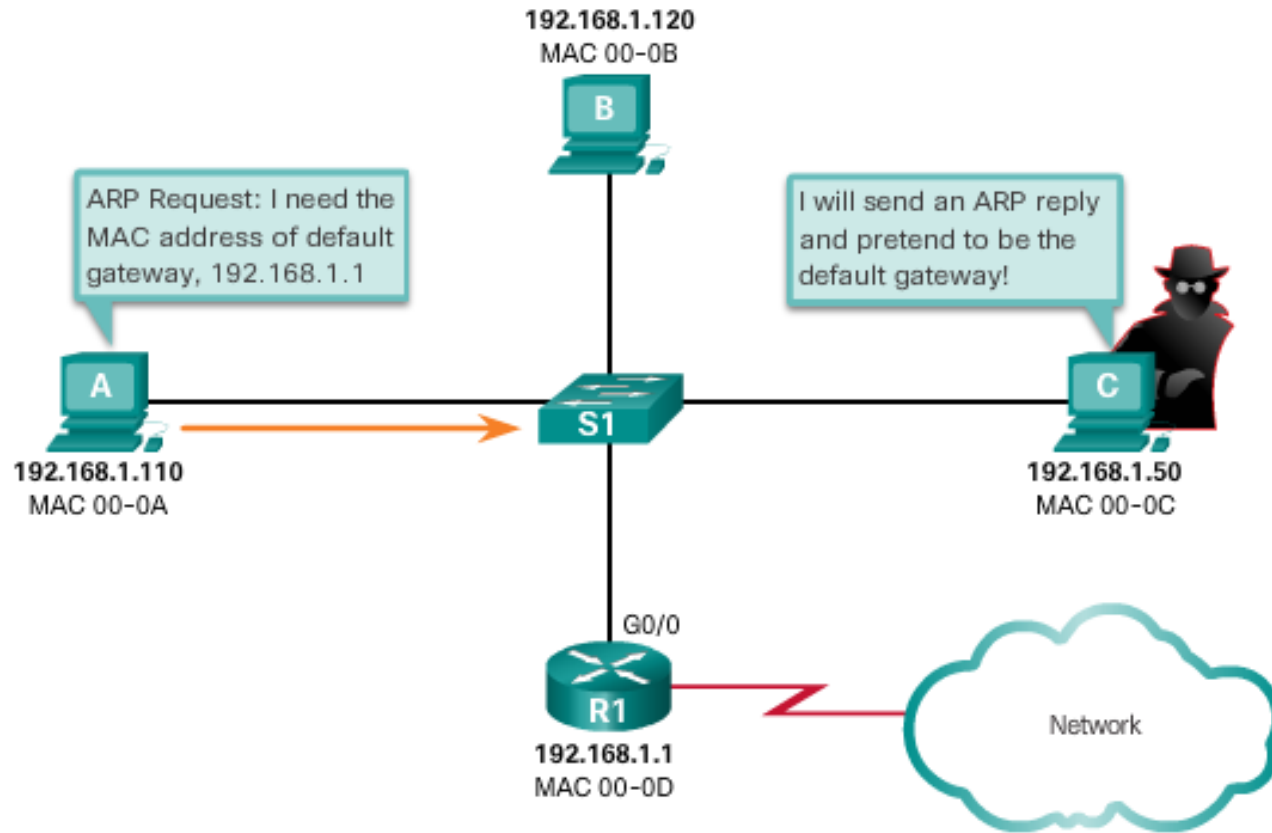 192.168.1.120
MAC 00-0B
B
ARP Request: I need the
MAC address of default
gateway, 192.168.1.1
I will send an ARP reply
and pretend to be the
default gateway!
A
S1
C
192.168.1.110
MAC 00-0A
192.168.1.50
MAC 00-0C
G0/0
R1
192.168.1.1
MAC 00-0D
Network